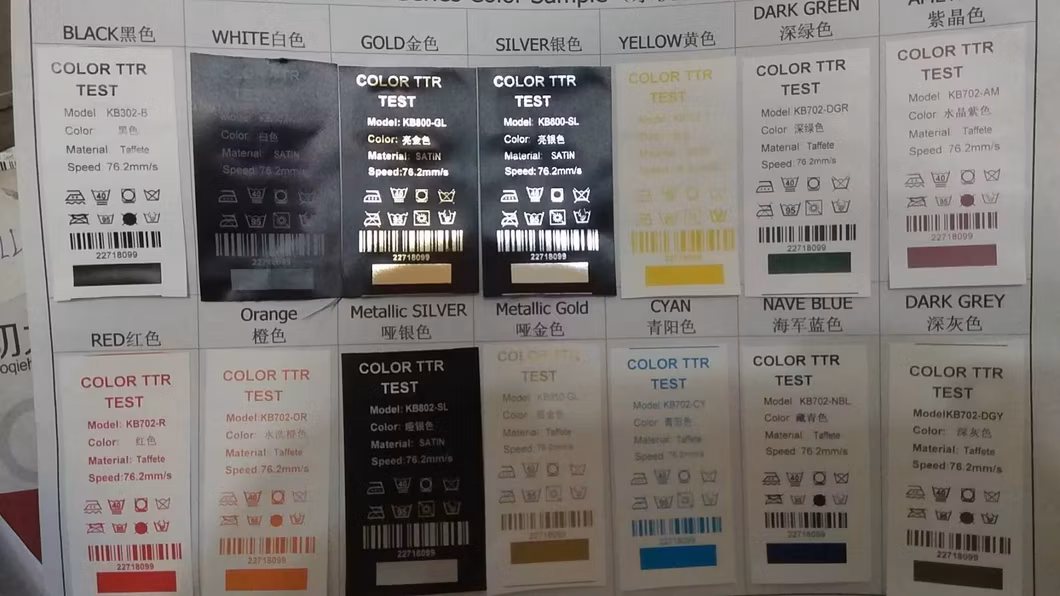 Color Sample
BLACK黑色
WHITE白色
GOLD金色
SILVER银色
YELLOW黄色
DARK GREEN
深绿色
紫晶色
COLOR TTR
TEST
Model KB302-B
Color 黑色
Material Taffete
Speed:76.2mm/s
22718099
Color: 白色
Material: SATIN
Speed:76.2mm/s
COLOR TTR
TEST
Model: KB800-GL
Color: 亮金色
Material: SATIN
Speed:76.2mm/s
22718099
COLOR TTR
TEST
Model: KB800-SL
Color: 亮银色
Material: SATIN
Speed:76.2mm/s
22718099
COLOR TTR
TEST
COLOR TTR
TEST
Model:KB702-DGR
Color: 深绿色
Material Taffete
Speed:76.2mm/s
22718099
COLOR TTR
TEST
Model KB702-AM
Color 水晶紫色
Material Taffete
Speed: 76.2mm/s
22718099
RED红色
Orange
橙色
Metallic SILVER
哑银色
Metallic Gold
哑金色
CYAN
青阳色
NAVE BLUE
海军蓝色
DARK GREY
深灰色
COLOR TTR
TEST
Model: KB702-R
Color: 红色
Material: Taffete
Speed:76.2mm/s
22718099
COLOR TTR
TEST
Model:KB702-OR
Color: 水洗橙色
Material: Taffete
Speed:76.2mm/s
22718099
COLOR TTR
TEST
Model: KB802-SL
Color: 哑银色
Material: SATIN
Speed:76.2mm/s
22718099
COLOR TTR
TEST
Material: Taffete
22718099
COLOR TTR
TEST
Model:KB702-CY
Material: Taffete
22718099
COLOR TTR
TEST
Model: KB702-NBL
Color: 藏青色
Material: Taffete
Speed:76.2mm/s
22718099
COLOR TTR
TEST
ModelKB702-DGY
Color: 深灰色
Material: Taffete
Speed:76.2mm/s
22718099